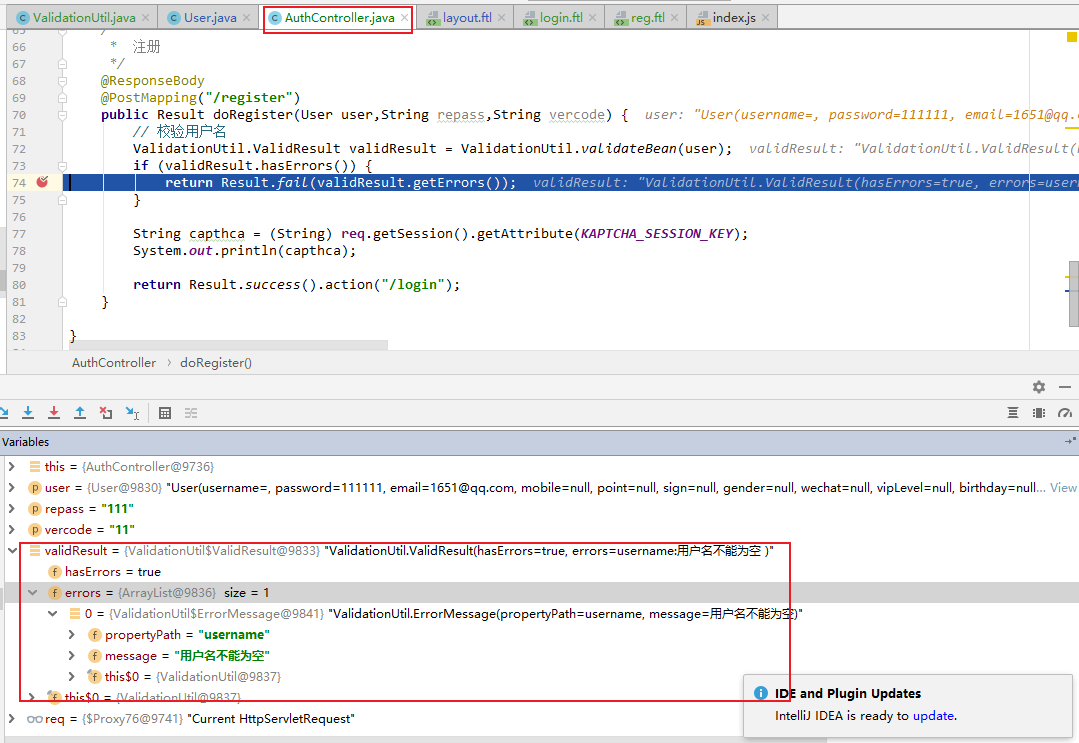 ValidationUtil.java × User.java × AuthController.java × layout.ftl × login.ftl × reg.ftl × index.js ×
65 /*
66 * 注册
67 */
68 @ResponseBody
69 @PostMapping("/register")
70 public Result doRegister(User user,String repass,String vercode) { user: "User(username=, password=111111, email=1651@qq.
71 // 校验用户名
72 ValidationUtil.ValidResult validResult = ValidationUtil.validateBean(user); validResult: "ValidationUtil.ValidResult(
73 if (validResult.hasErrors()) {
74 return Result.fail(validResult.getErrors()); validResult: "ValidationUtil.ValidResult(hasErrors=true, errors=user
75 }
76
77 String capthca = (String) req.getSession().getAttribute(KAPTCHA_SESSION_KEY);
78 System.out.println(capthca);
79
80 return Result.success().action("/login");
81 }
82
83 }
AuthController › doRegister()
Variables
this = {AuthController@9736}
user = {User@9830} "User(username=, password=111111, email=1651@qq.com, mobile=null, point=null, sign=null, gender=null, wechat=null, vipLevel=null, birthday=null... View
repass = "111"
vercode = "11"
validResult = {ValidationUtil$ValidResult@9833} "ValidationUtil.ValidResult(hasErrors=true, errors=username:用户名不能为空 )"
hasErrors = true
errors = {ArrayList@9836} size = 1
0 = {ValidationUtil$ErrorMessage@9841} "ValidationUtil.ErrorMessage(propertyPath=username, message=用户名不能为空)"
propertyPath = "username"
message = "用户名不能为空"
this$0 = {ValidationUtil@9837}
this$0 = {ValidationUtil@9837}
req = {$Proxy76@9741} "Current HttpServletRequest"
IDE and Plugin Updates
IntelliJ IDEA is ready to update.